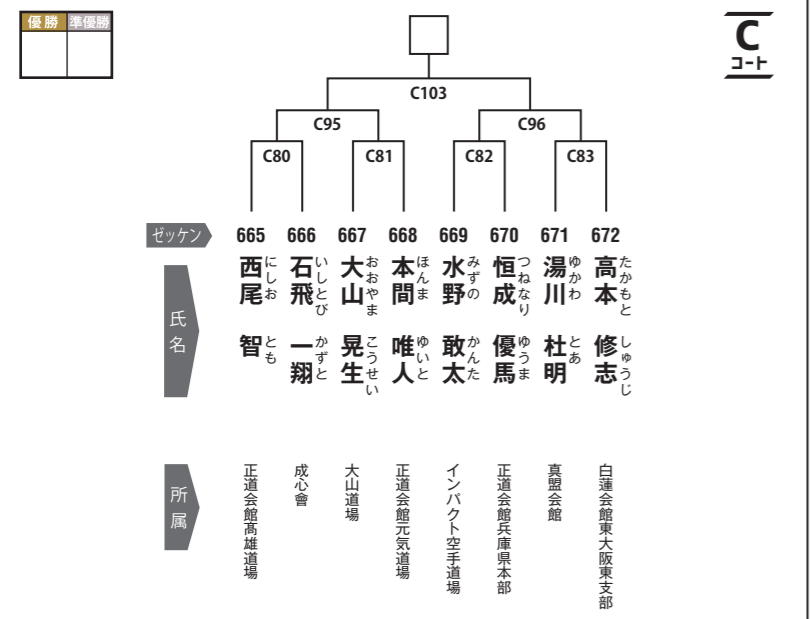 優勝 準優勝
C
コート
C103
C95 C96
C80 C81 C82 C83
ゼッケン 665 666 667 668 669 670 671 672
氏名
西尾 智
にしお とも
石飛 一翔
いしとび かずと
大山 晃生
おおやま こうせい
本間 唯人
ほんま ゆいと
水野 敢太
みずの かんた
恒成 優馬
つねなり ゆうま
湯川 杜明
ゆかわ とあ
高本 修志
たかもと しゅうじ
所属
正道会館髙雄道場
成心會
大山道場
正道会館元気道場
インパクト空手道場
正道会館兵庫県本部
真盟会館
白蓮会館東大阪東支部